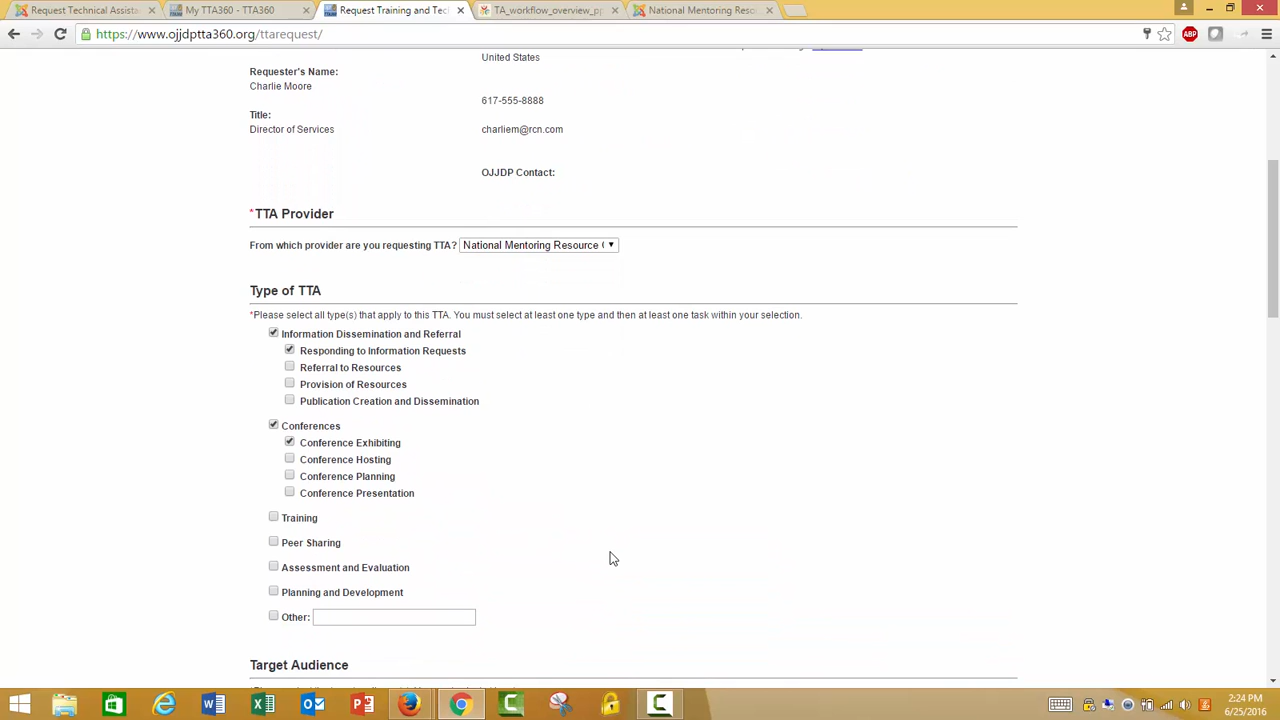 Request Technical Assista
My TTA360 - TTA360
Request Training and Tec
TA_workflow_overview_pp
National Mentoring Resou
https://www.ojjdptta360.org/ttarequest/
ABP
United States
Requester's Name:
Charlie Moore
617-555-8888
Title:
Director of Services
charliem@rcn.com
OJJDP Contact:
*TTA Provider
From which provider are you requesting TTA? National Mentoring Resource
Type of TTA
*Please select all type(s) that apply to this TTA. You must select at least one type and then at least one task within your selection.
Information Dissemination and Referral
Responding to Information Requests
Referral to Resources
Provision of Resources
Publication Creation and Dissemination
Conferences
Conference Exhibiting
Conference Hosting
Conference Planning
Conference Presentation
Training
Peer Sharing
Assessment and Evaluation
Planning and Development
Other:
Target Audience
2:24 PM
6/25/2016